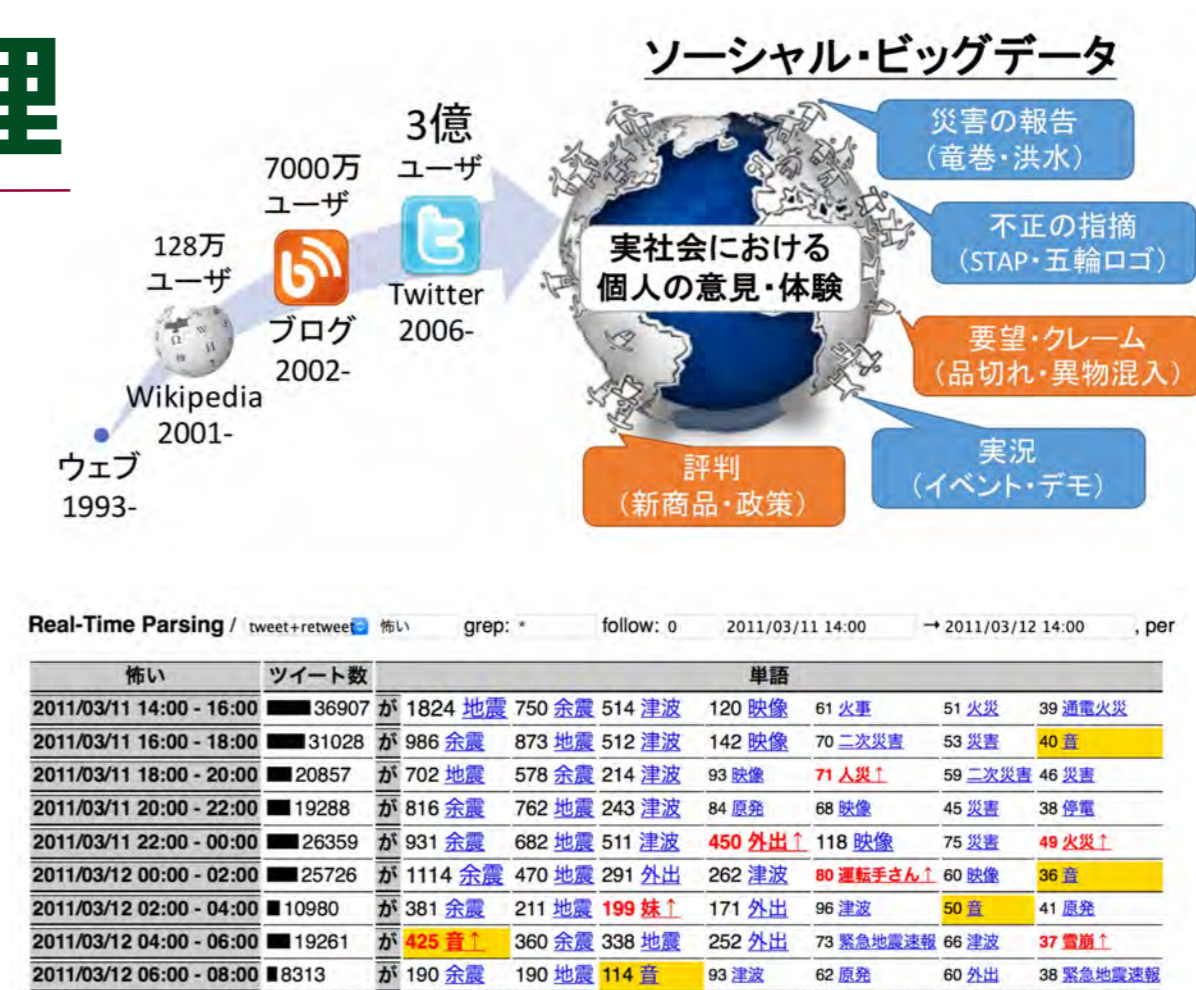 理
ソーシャル・ビッグデータ
3億
ユーザ
7000万
ユーザ
128万
ユーザ
Twitter
2006-
ブログ
2002-
Wikipedia
2001-
ウェブ
1993-
実社会における
個人の意見・体験
災害の報告
（竜巻・洪水）
不正の指摘
（STAP・五輪ロゴ）
要望・クレーム
（品切れ・異物混入）
実況
（イベント・デモ）
評判
（新商品・政策）
Real-Time Parsing / tweet+retweet 怖い grep: * follow: 0 2011/03/11 14:00 → 2011/03/12 14:00 , per
怖い ツイート数 単語
2011/03/11 14:00 - 16:00 36907 が 1824 地震 750 余震 514 津波 120 映像 61 火事 51 火災 39 通電火災
2011/03/11 16:00 - 18:00 31028 が 986 余震 873 地震 512 津波 142 映像 70 二次災害 53 災害 40 音
2011/03/11 18:00 - 20:00 20857 が 702 地震 578 余震 214 津波 93 映像 71 人災↑ 59 二次災害 46 災害
2011/03/11 20:00 - 22:00 19288 が 816 余震 762 地震 243 津波 84 原発 68 映像 45 災害 38 停電
2011/03/11 22:00 - 00:00 26359 が 931 余震 682 地震 511 津波 450 外出↑ 118 映像 75 災害 49 火災↑
2011/03/12 00:00 - 02:00 25726 が 1114 余震 470 地震 291 外出 262 津波 80 運転手さん↑ 60 映像 36 音
2011/03/12 02:00 - 04:00 10980 が 381 余震 211 地震 199 妹↑ 171 外出 96 津波 50 音 41 原発
2011/03/12 04:00 - 06:00 19261 が 425 音↑ 360 余震 338 地震 252 外出 73 緊急地震速報 66 津波 37 雪崩↑
2011/03/12 06:00 - 08:00 8313 が 190 余震 190 地震 114 音 93 津波 62 原発 60 外出 38 緊急地震速報